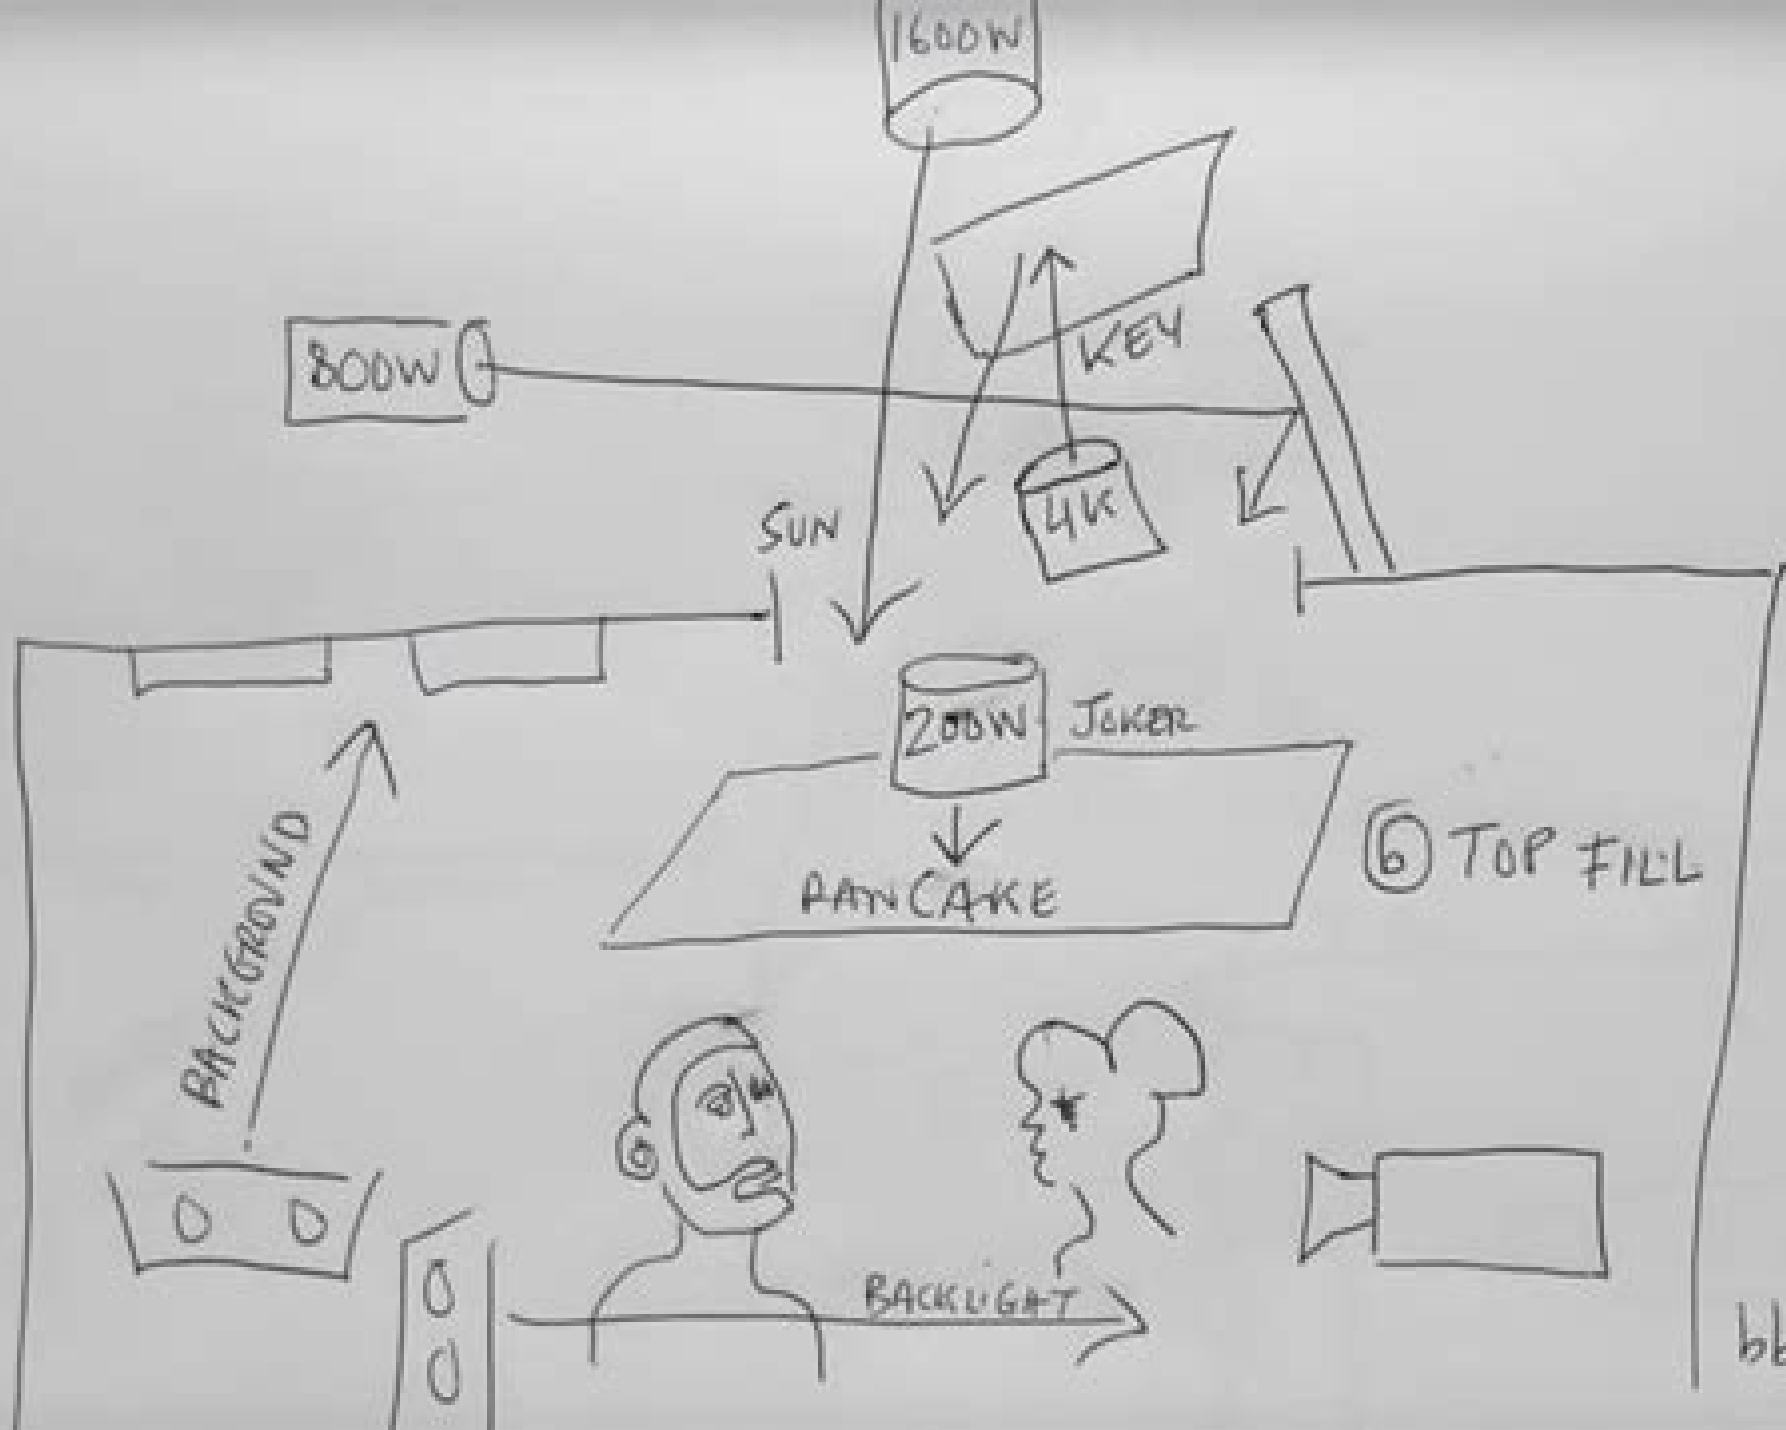 1600W
KEY
800W
4K
SUN
200W JOKER
PANCAKE
6 TOP FILL
BACKGROUND
BACKLIGHT